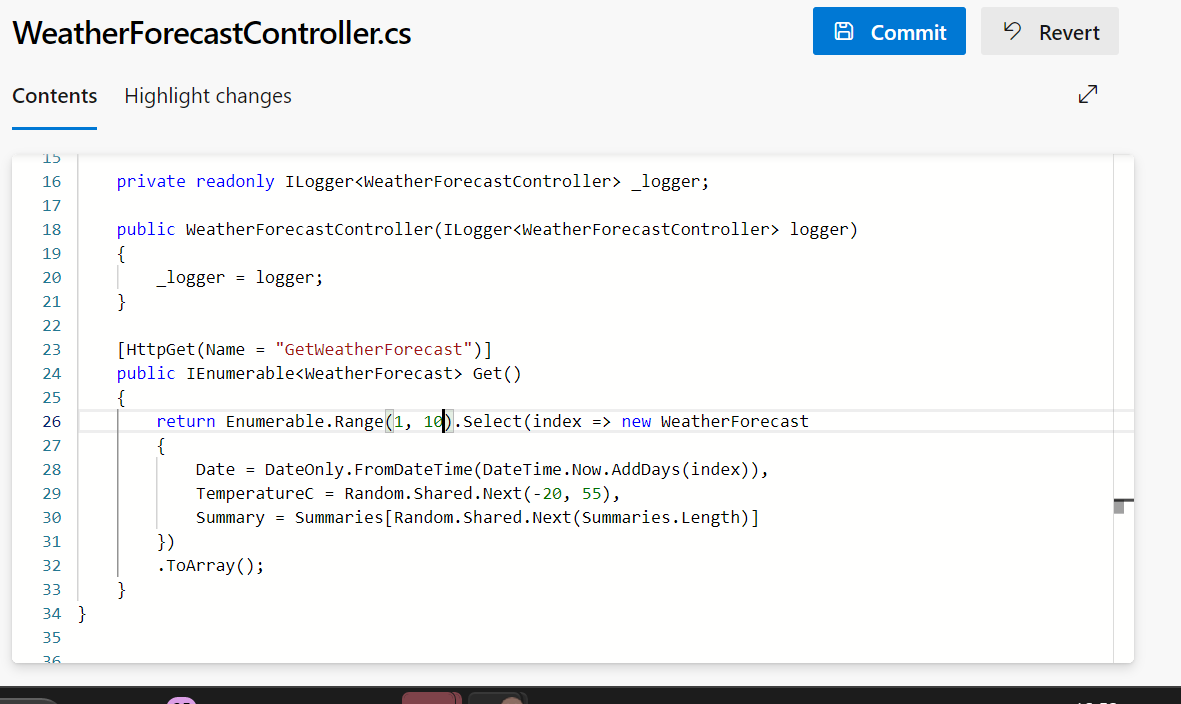 WeatherForecastController.cs
Commit
Revert
Contents
Highlight changes
15
16 private readonly ILogger<WeatherForecastController> _logger;
17
18 public WeatherForecastController(ILogger<WeatherForecastController> logger)
19 {
20 _logger = logger;
21 }
22
23 [HttpGet(Name = "GetWeatherForecast")]
24 public IEnumerable<WeatherForecast> Get()
25 {
26 return Enumerable.Range(1, 10).Select(index => new WeatherForecast
27 {
28 Date = DateOnly.FromDateTime(DateTime.Now.AddDays(index)),
29 TemperatureC = Random.Shared.Next(-20, 55),
30 Summary = Summaries[Random.Shared.Next(Summaries.Length)]
31 })
32 .ToArray();
33 }
34 }
35
36